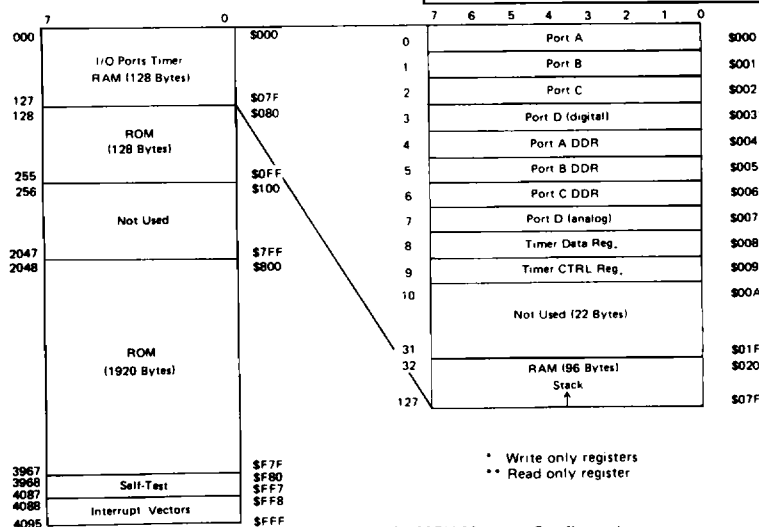 7 0
000 $000
I/O Ports Timer
RAM (128 Bytes)
127 $07F
128 $080
ROM
(128 Bytes)
255 $0FF
256 $100
Not Used
2047 $7FF
2048 $800
ROM
(1920 Bytes)
3967 $F7F
3968 $F80
Self-Test
4087 $FF7
4088 $FF8
Interrupt Vectors
4095 $FFF
7 6 5 4 3 2 1 0
0 Port A $000
1 Port B $001
2 Port C $002
3 Port D (digital) $003
4 Port A DDR $004
5 Port B DDR $005
6 Port C DDR $006
7 Port D (analog) $007
8 Timer Data Reg. $008
9 Timer CTRL Reg. $009
10 $00A
Not Used (22 Bytes)
31 $01F
32 RAM (96 Bytes) $020
Stack
127 $07F
* Write only registers
** Read only register